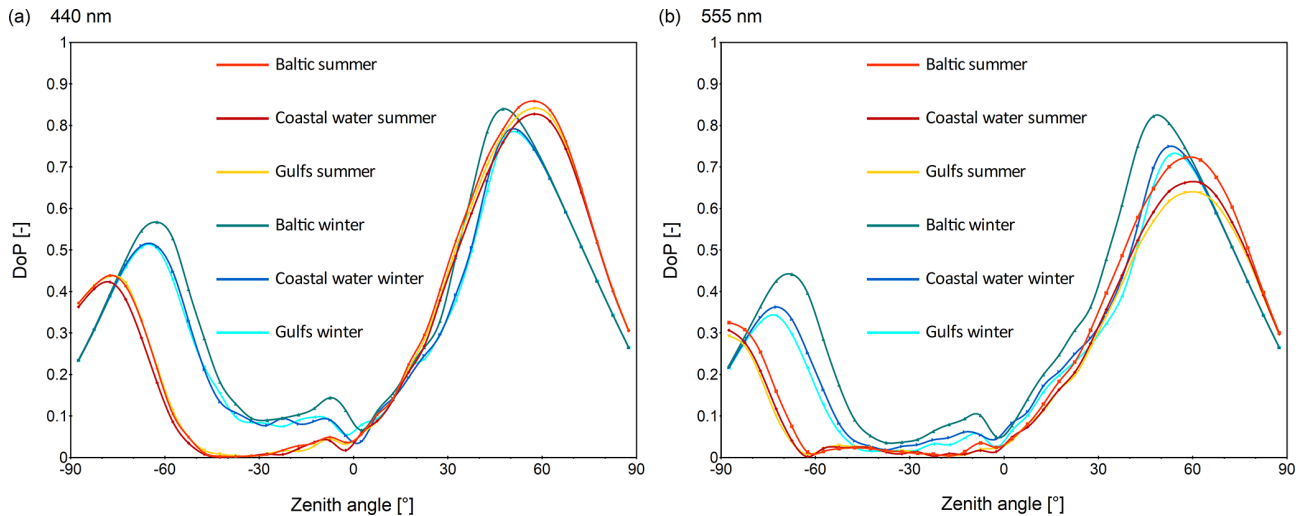 (a) 440 nm
1
0.9
0.8
0.7
0.6
0.5
0.4
0.3
0.2
0.1
0
DoP [-]
Baltic summer
Coastal water summer
Gulfs summer
Baltic winter
Coastal water winter
Gulfs winter
-90 -60 -30 0 30 60 90
Zenith angle [°]
(b) 555 nm
1
0.9
0.8
0.7
0.6
0.5
0.4
0.3
0.2
0.1
0
DoP [-]
Baltic summer
Coastal water summer
Gulfs summer
Baltic winter
Coastal water winter
Gulfs winter
-90 -60 -30 0 30 60 90
Zenith angle [°]